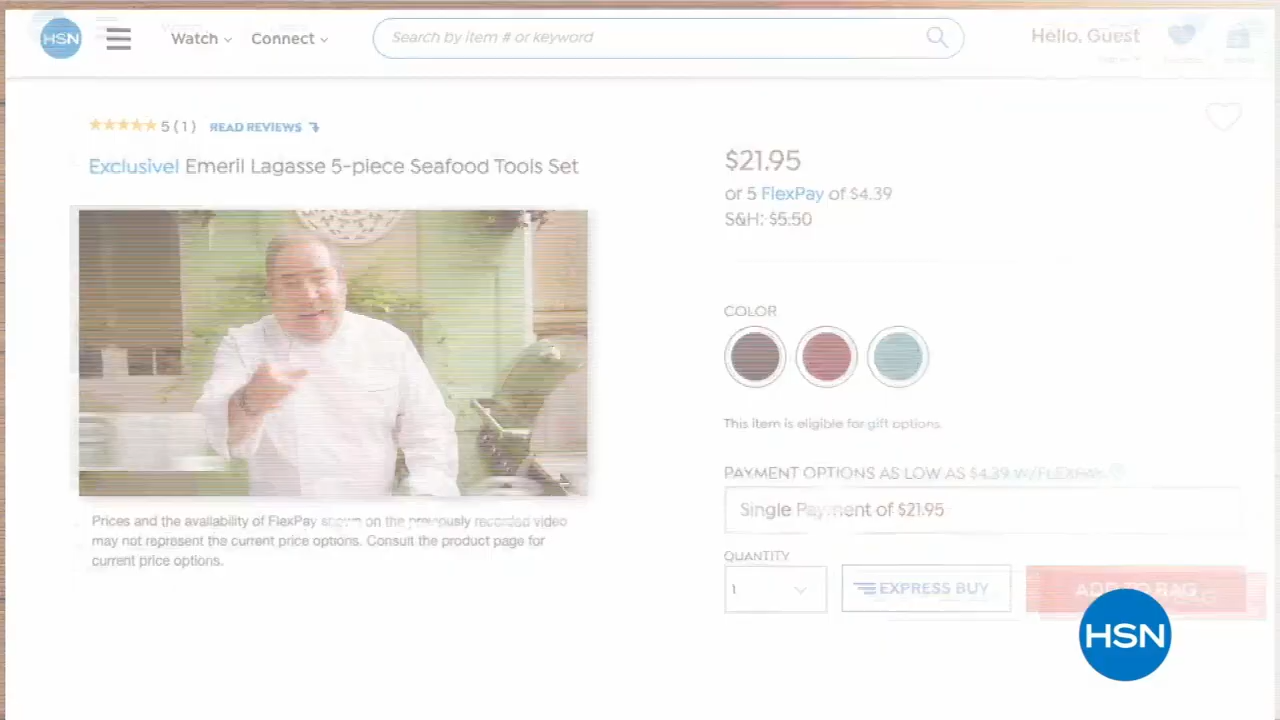 HSN
Watch
Connect
Search by item # or keyword
Hello, Guest
5 (1) READ REVIEWS
Exclusive! Emeril Lagasse 5-piece Seafood Tools Set
$21.95
or 5 FlexPay of $4.39
S&H: $5.50
COLOR
This item is eligible for gift options.
PAYMENT OPTIONS AS LOW AS $4.39 W/FLEXPAY
Single Payment of $21.95
Prices and the availability of FlexPay shown on the previously recorded video
may not represent the current price options. Consult the product page for
current price options.
QUANTITY
1
EXPRESS BUY
ADD TO BAG
HSN